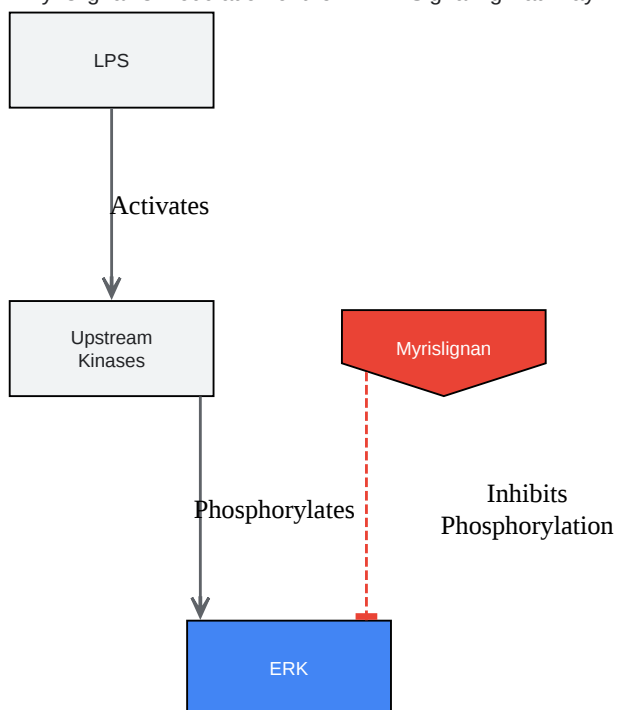 LPS
Activates
Upstream
Kinases
Myrislignan
Phosphorylates
Inhibits
Phosphorylation
ERK